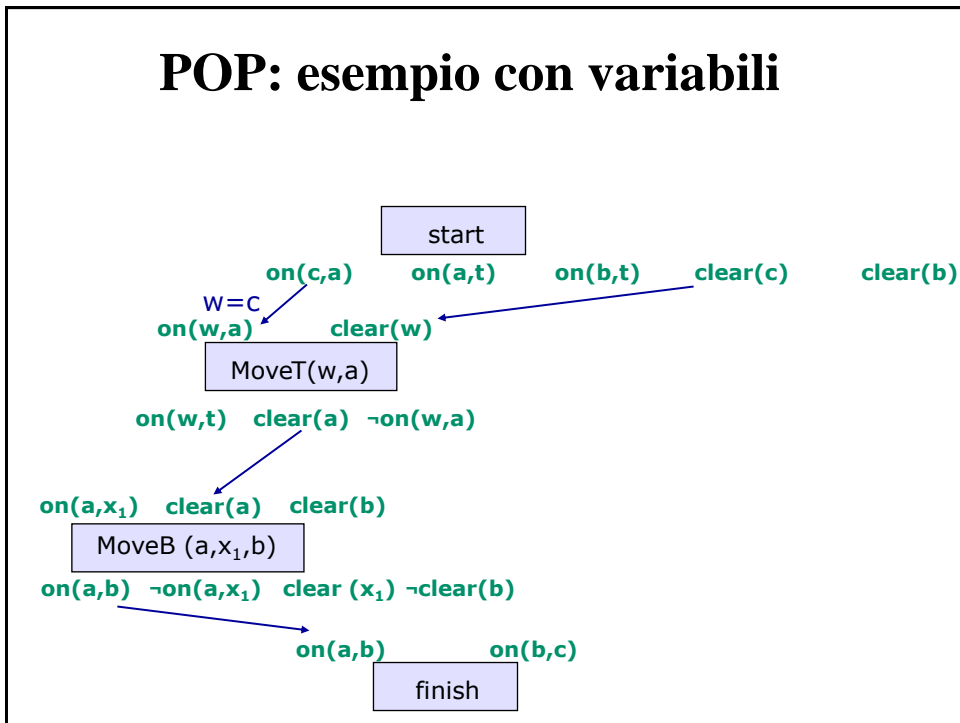 POP: esempio con variabili
start
on(c,a) on(a,t) on(b,t) clear(c) clear(b)
w=c
on(w,a) clear(w)
MoveT(w,a)
on(w,t) clear(a) ¬on(w,a)
on(a,x₁) clear(a) clear(b)
MoveB (a,x₁,b)
on(a,b) ¬on(a,x₁) clear (x₁) ¬clear(b)
on(a,b) on(b,c)
finish